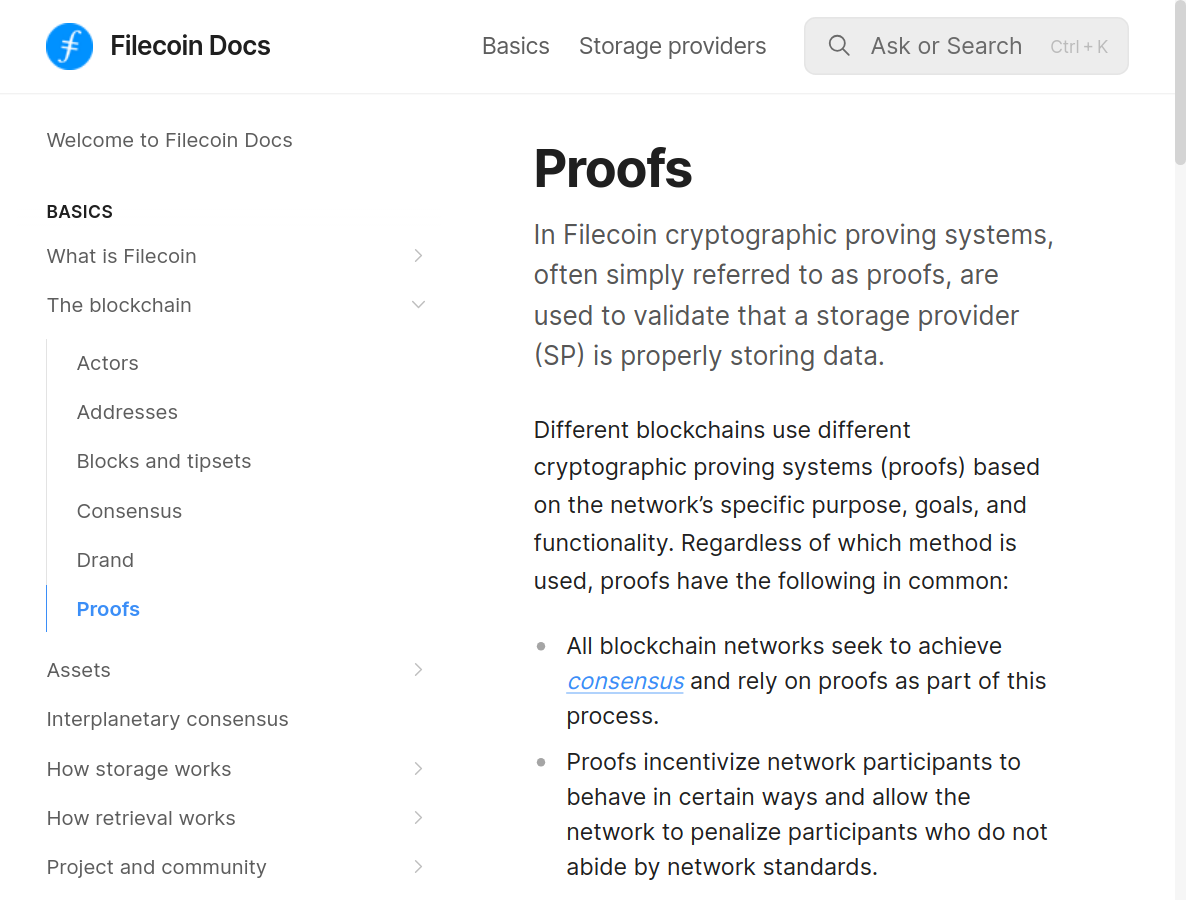 Filecoin Docs
Basics
Storage providers
Ask or Search
Ctrl + K
Welcome to Filecoin Docs
BASICS
What is Filecoin
The blockchain
Actors
Addresses
Blocks and tipsets
Consensus
Drand
Proofs
Assets
Interplanetary consensus
How storage works
How retrieval works
Project and community
Proofs
In Filecoin cryptographic proving systems,
often simply referred to as proofs, are
used to validate that a storage provider
(SP) is properly storing data.
Different blockchains use different
cryptographic proving systems (proofs) based
on the network’s specific purpose, goals, and
functionality. Regardless of which method is
used, proofs have the following in common:
All blockchain networks seek to achieve
consensus and rely on proofs as part of this
process.
Proofs incentivize network participants to
behave in certain ways and allow the
network to penalize participants who do not
abide by network standards.